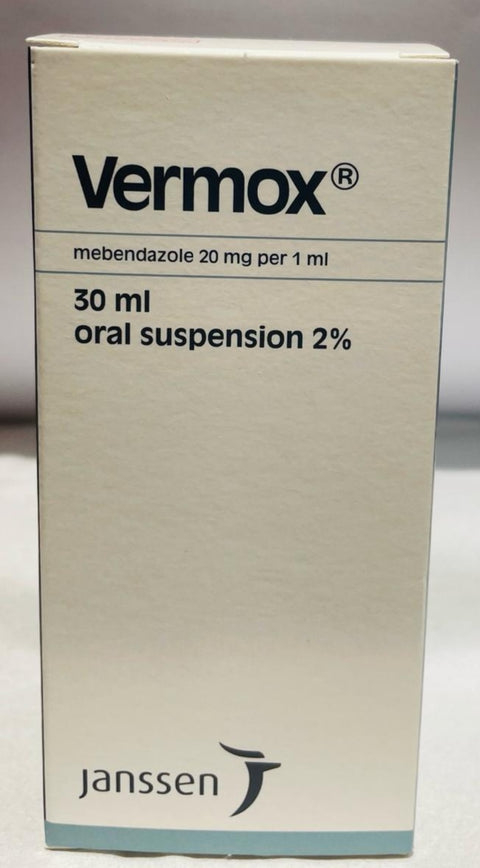 Vermox®
mebendazole 20 mg per 1 ml
30 ml
oral suspension 2%
Janssen